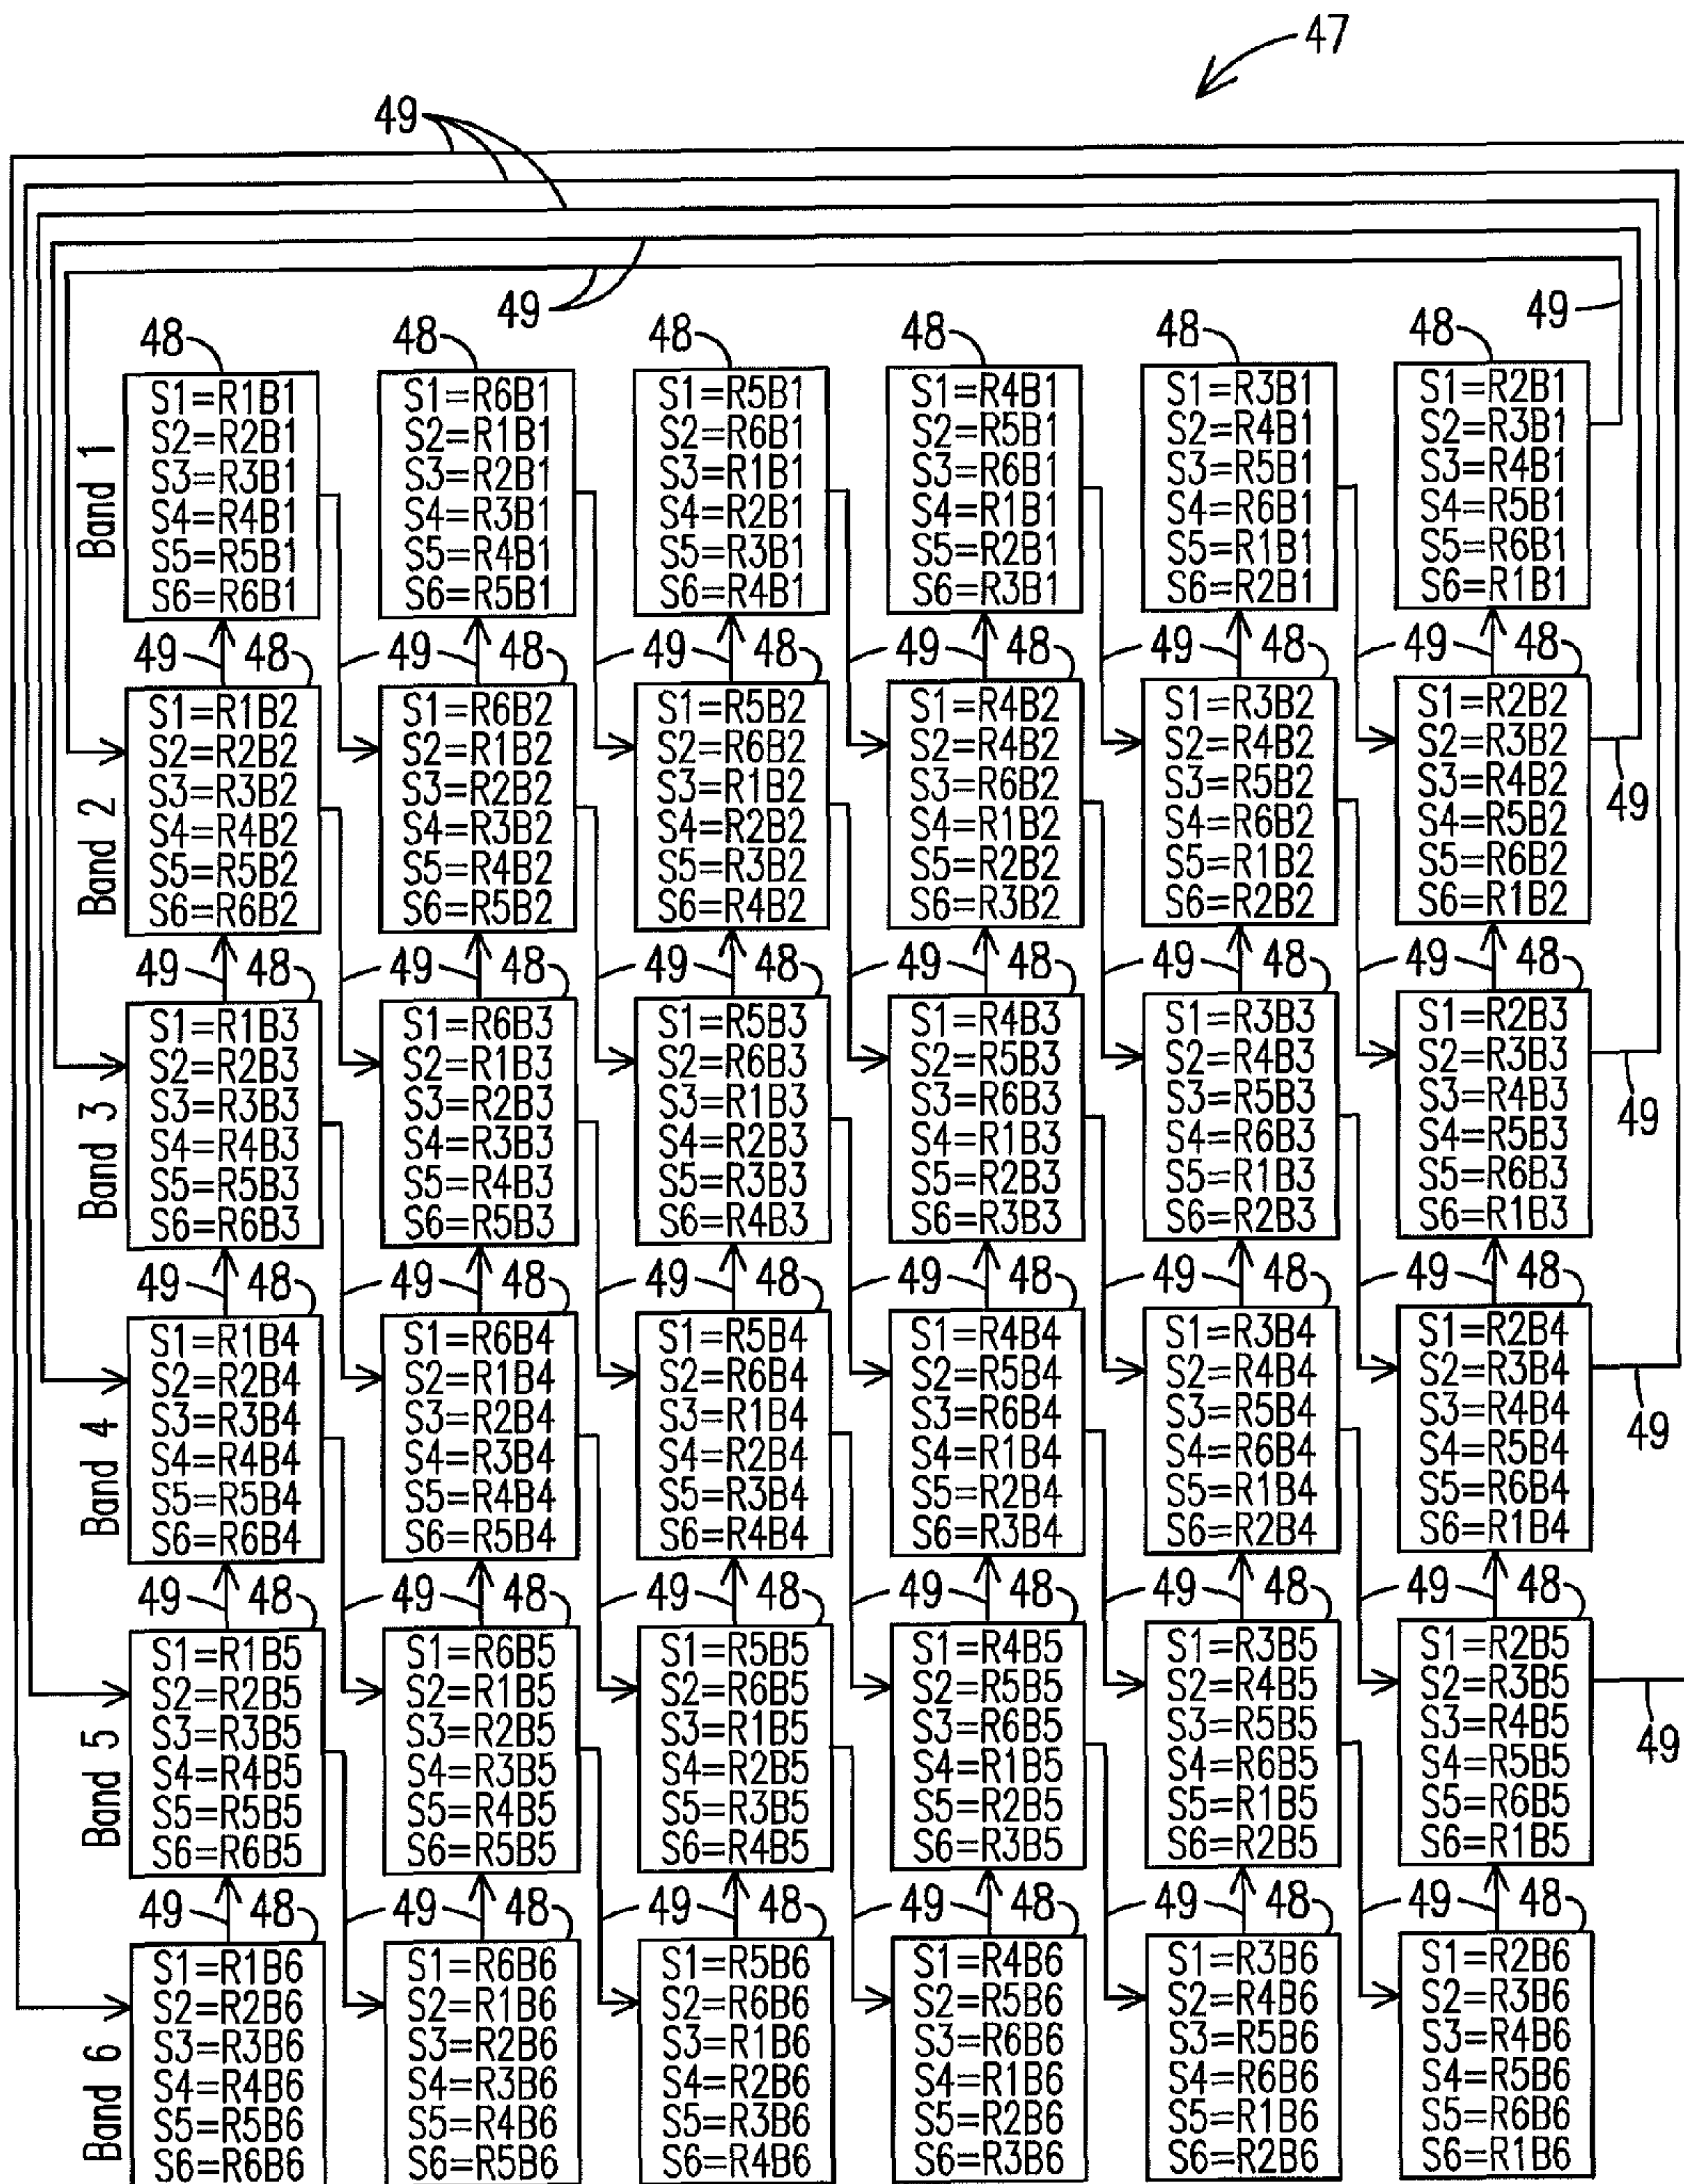 47
49
49
49
48 48 48 48 48 48
Band 1
S1=R1B1
S2=R2B1
S3=R3B1
S4=R4B1
S5=R5B1
S6=R6B1
S1=R6B1
S2=R1B1
S3=R2B1
S4=R3B1
S5=R4B1
S6=R5B1
S1=R5B1
S2=R6B1
S3=R1B1
S4=R2B1
S5=R3B1
S6=R4B1
S1=R4B1
S2=R5B1
S3=R6B1
S4=R1B1
S5=R2B1
S6=R3B1
S1=R3B1
S2=R4B1
S3=R5B1
S4=R6B1
S5=R1B1
S6=R2B1
S1=R2B1
S2=R3B1
S3=R4B1
S4=R5B1
S5=R6B1
S6=R1B1
49 48 49 48 49 48 49 48 49 48 49 48
Band 2
S1=R1B2
S2=R2B2
S3=R3B2
S4=R4B2
S5=R5B2
S6=R6B2
S1=R6B2
S2=R1B2
S3=R2B2
S4=R3B2
S5=R4B2
S6=R5B2
S1=R5B2
S2=R6B2
S3=R1B2
S4=R2B2
S5=R3B2
S6=R4B2
S1=R4B2
S2=R4B2
S3=R6B2
S4=R1B2
S5=R2B2
S6=R3B2
S1=R3B2
S2=R4B2
S3=R5B2
S4=R6B2
S5=R1B2
S6=R2B2
S1=R2B2
S2=R3B2
S3=R4B2
S4=R5B2
S5=R6B2
S6=R1B2
49
49 48 49 48 49 48 49 48 49 48 49 48
Band 3
S1=R1B3
S2=R2B3
S3=R3B3
S4=R4B3
S5=R5B3
S6=R6B3
S1=R6B3
S2=R1B3
S3=R2B3
S4=R3B3
S5=R4B3
S6=R5B3
S1=R5B3
S2=R6B3
S3=R1B3
S4=R2B3
S5=R3B3
S6=R4B3
S1=R4B3
S2=R5B3
S3=R6B3
S4=R1B3
S5=R2B3
S6=R3B3
S1=R3B3
S2=R4B3
S3=R5B3
S4=R6B3
S5=R1B3
S6=R2B3
S1=R2B3
S2=R3B3
S3=R4B3
S4=R5B3
S5=R6B3
S6=R1B3
49
49 48 49 48 49 48 49 48 49 48 49 48
Band 4
S1=R1B4
S2=R2B4
S3=R3B4
S4=R4B4
S5=R5B4
S6=R6B4
S1=R6B4
S2=R1B4
S3=R2B4
S4=R3B4
S5=R4B4
S6=R5B4
S1=R5B4
S2=R6B4
S3=R1B4
S4=R2B4
S5=R3B4
S6=R4B4
S1=R4B4
S2=R5B4
S3=R6B4
S4=R1B4
S5=R2B4
S6=R3B4
S1=R3B4
S2=R4B4
S3=R5B4
S4=R6B4
S5=R1B4
S6=R2B4
S1=R2B4
S2=R3B4
S3=R4B4
S4=R5B4
S5=R6B4
S6=R1B4
49
49 48 49 48 49 48 49 48 49 48 49 48
Band 5
S1=R1B5
S2=R2B5
S3=R3B5
S4=R4B5
S5=R5B5
S6=R6B5
S1=R6B5
S2=R1B5
S3=R2B5
S4=R3B5
S5=R4B5
S6=R5B5
S1=R5B5
S2=R6B5
S3=R1B5
S4=R2B5
S5=R3B5
S6=R4B5
S1=R4B5
S2=R5B5
S3=R6B5
S4=R1B5
S5=R2B5
S6=R3B5
S1=R3B5
S2=R4B5
S3=R5B5
S4=R6B5
S5=R1B5
S6=R2B5
S1=R2B5
S2=R3B5
S3=R4B5
S4=R5B5
S5=R6B5
S6=R1B5
49
49 48 49 48 49 48 49 48 49 48 49 48
Band 6
S1=R1B6
S2=R2B6
S3=R3B6
S4=R4B6
S5=R5B6
S6=R6B6
S1=R6B6
S2=R1B6
S3=R2B6
S4=R3B6
S5=R4B6
S6=R5B6
S1=R5B6
S2=R6B6
S3=R1B6
S4=R2B6
S5=R3B6
S6=R4B6
S1=R4B6
S2=R5B6
S3=R6B6
S4=R1B6
S5=R2B6
S6=R3B6
S1=R3B6
S2=R4B6
S3=R5B6
S4=R6B6
S5=R1B6
S6=R2B6
S1=R2B6
S2=R3B6
S3=R4B6
S4=R5B6
S5=R6B6
S6=R1B6